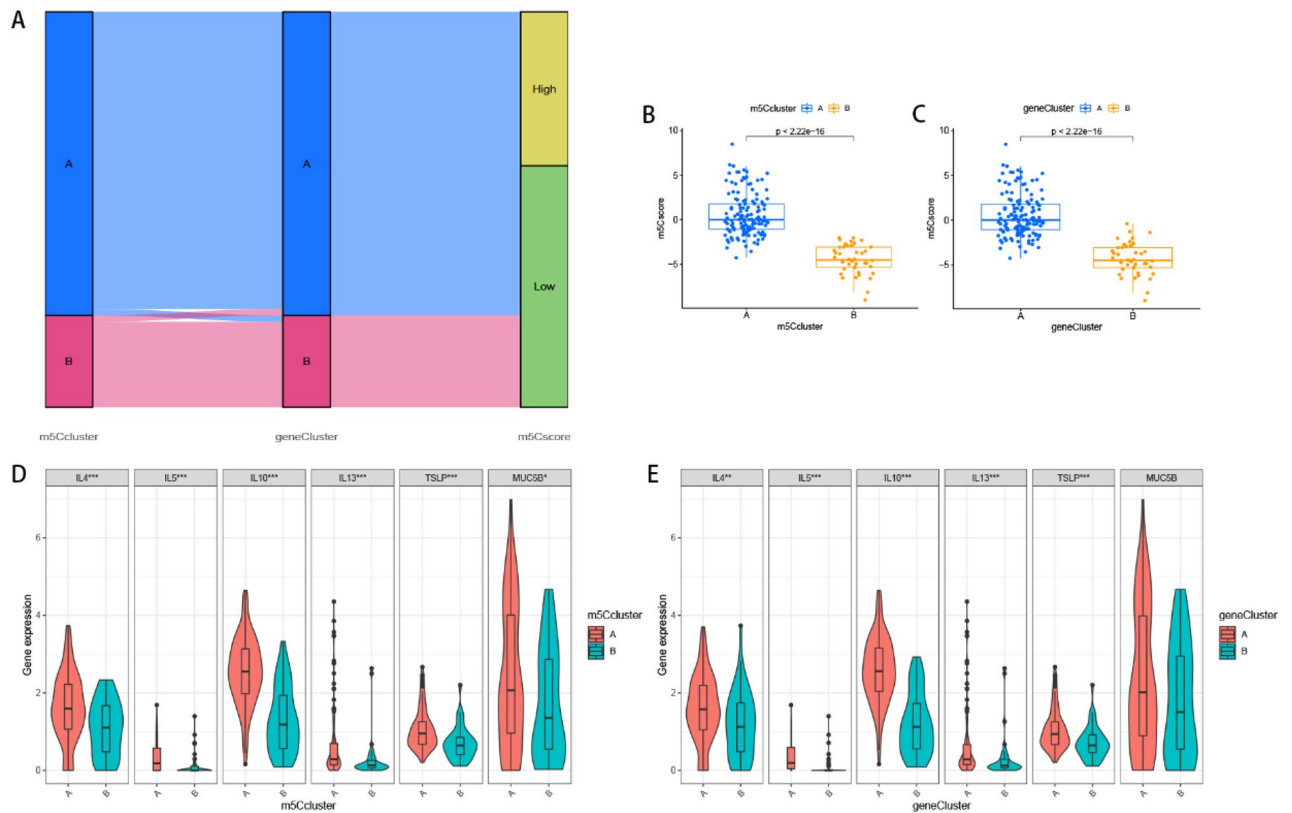 A
A
A
High
Low
B
B
m5Ccluster
geneCluster
m5Cscore
B
m5Ccluster A B
p < 2.22e−16
10
5
0
−5
m5Cscore
A
B
m5Ccluster
C
geneCluster A B
p < 2.22e−16
10
5
0
−5
m5Cscore
A
B
geneCluster
D
IL4***
IL5***
IL10***
IL13***
TSLP***
MUC5B*
6
4
2
0
Gene expression
A
B
A
B
A
B
A
B
A
B
A
B
m5Ccluster
m5Ccluster
A
B
E
IL4**
IL5***
IL10***
IL13***
TSLP***
MUC5B
6
4
2
0
Gene expression
A
B
A
B
A
B
A
B
A
B
A
B
geneCluster
geneCluster
A
B